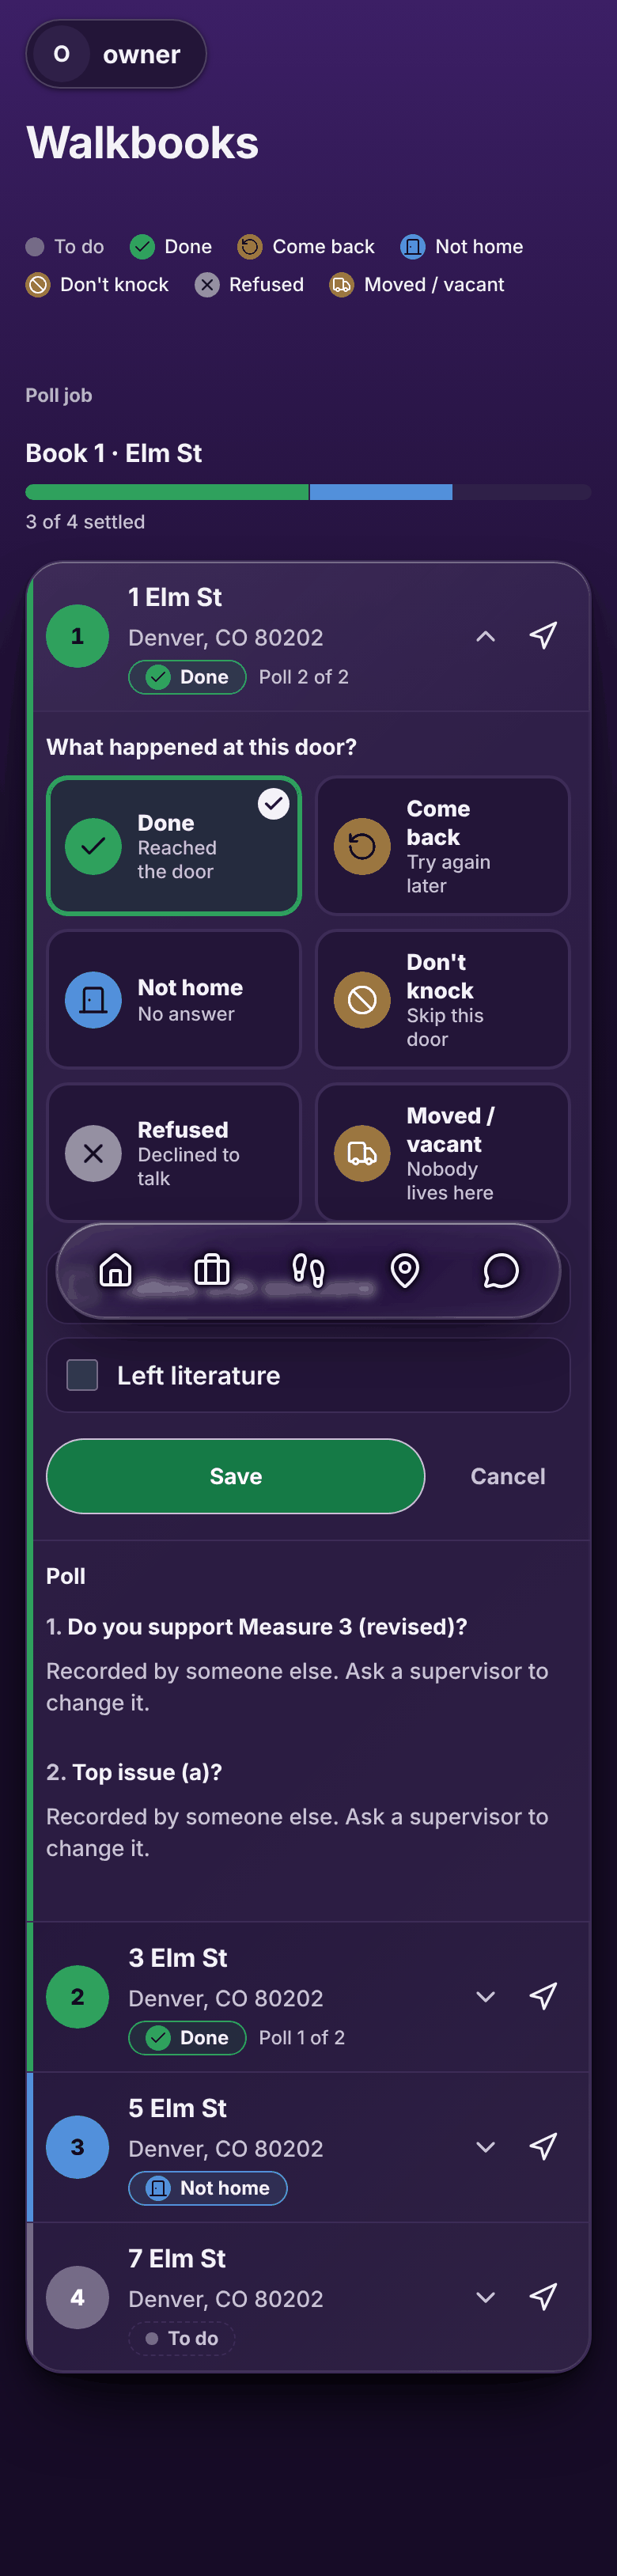 O owner
Walkbooks
To do Done Come back Not home
Don't knock Refused Moved / vacant
Poll job
Book 1 · Elm St
3 of 4 settled
1 Elm St
1
Denver, CO 80202
Done Poll 2 of 2
What happened at this door?
Done
Reached
the door
Come
back
Try again
later
Not home
No answer
Don't
knock
Skip this
door
Refused
Declined to
talk
Moved /
vacant
Nobody
lives here
Left literature
Save Cancel
Poll
1. Do you support Measure 3 (revised)?
Recorded by someone else. Ask a supervisor to
change it.
2. Top issue (a)?
Recorded by someone else. Ask a supervisor to
change it.
3 Elm St
2
Denver, CO 80202
Done Poll 1 of 2
5 Elm St
3
Denver, CO 80202
Not home
7 Elm St
4
Denver, CO 80202
To do